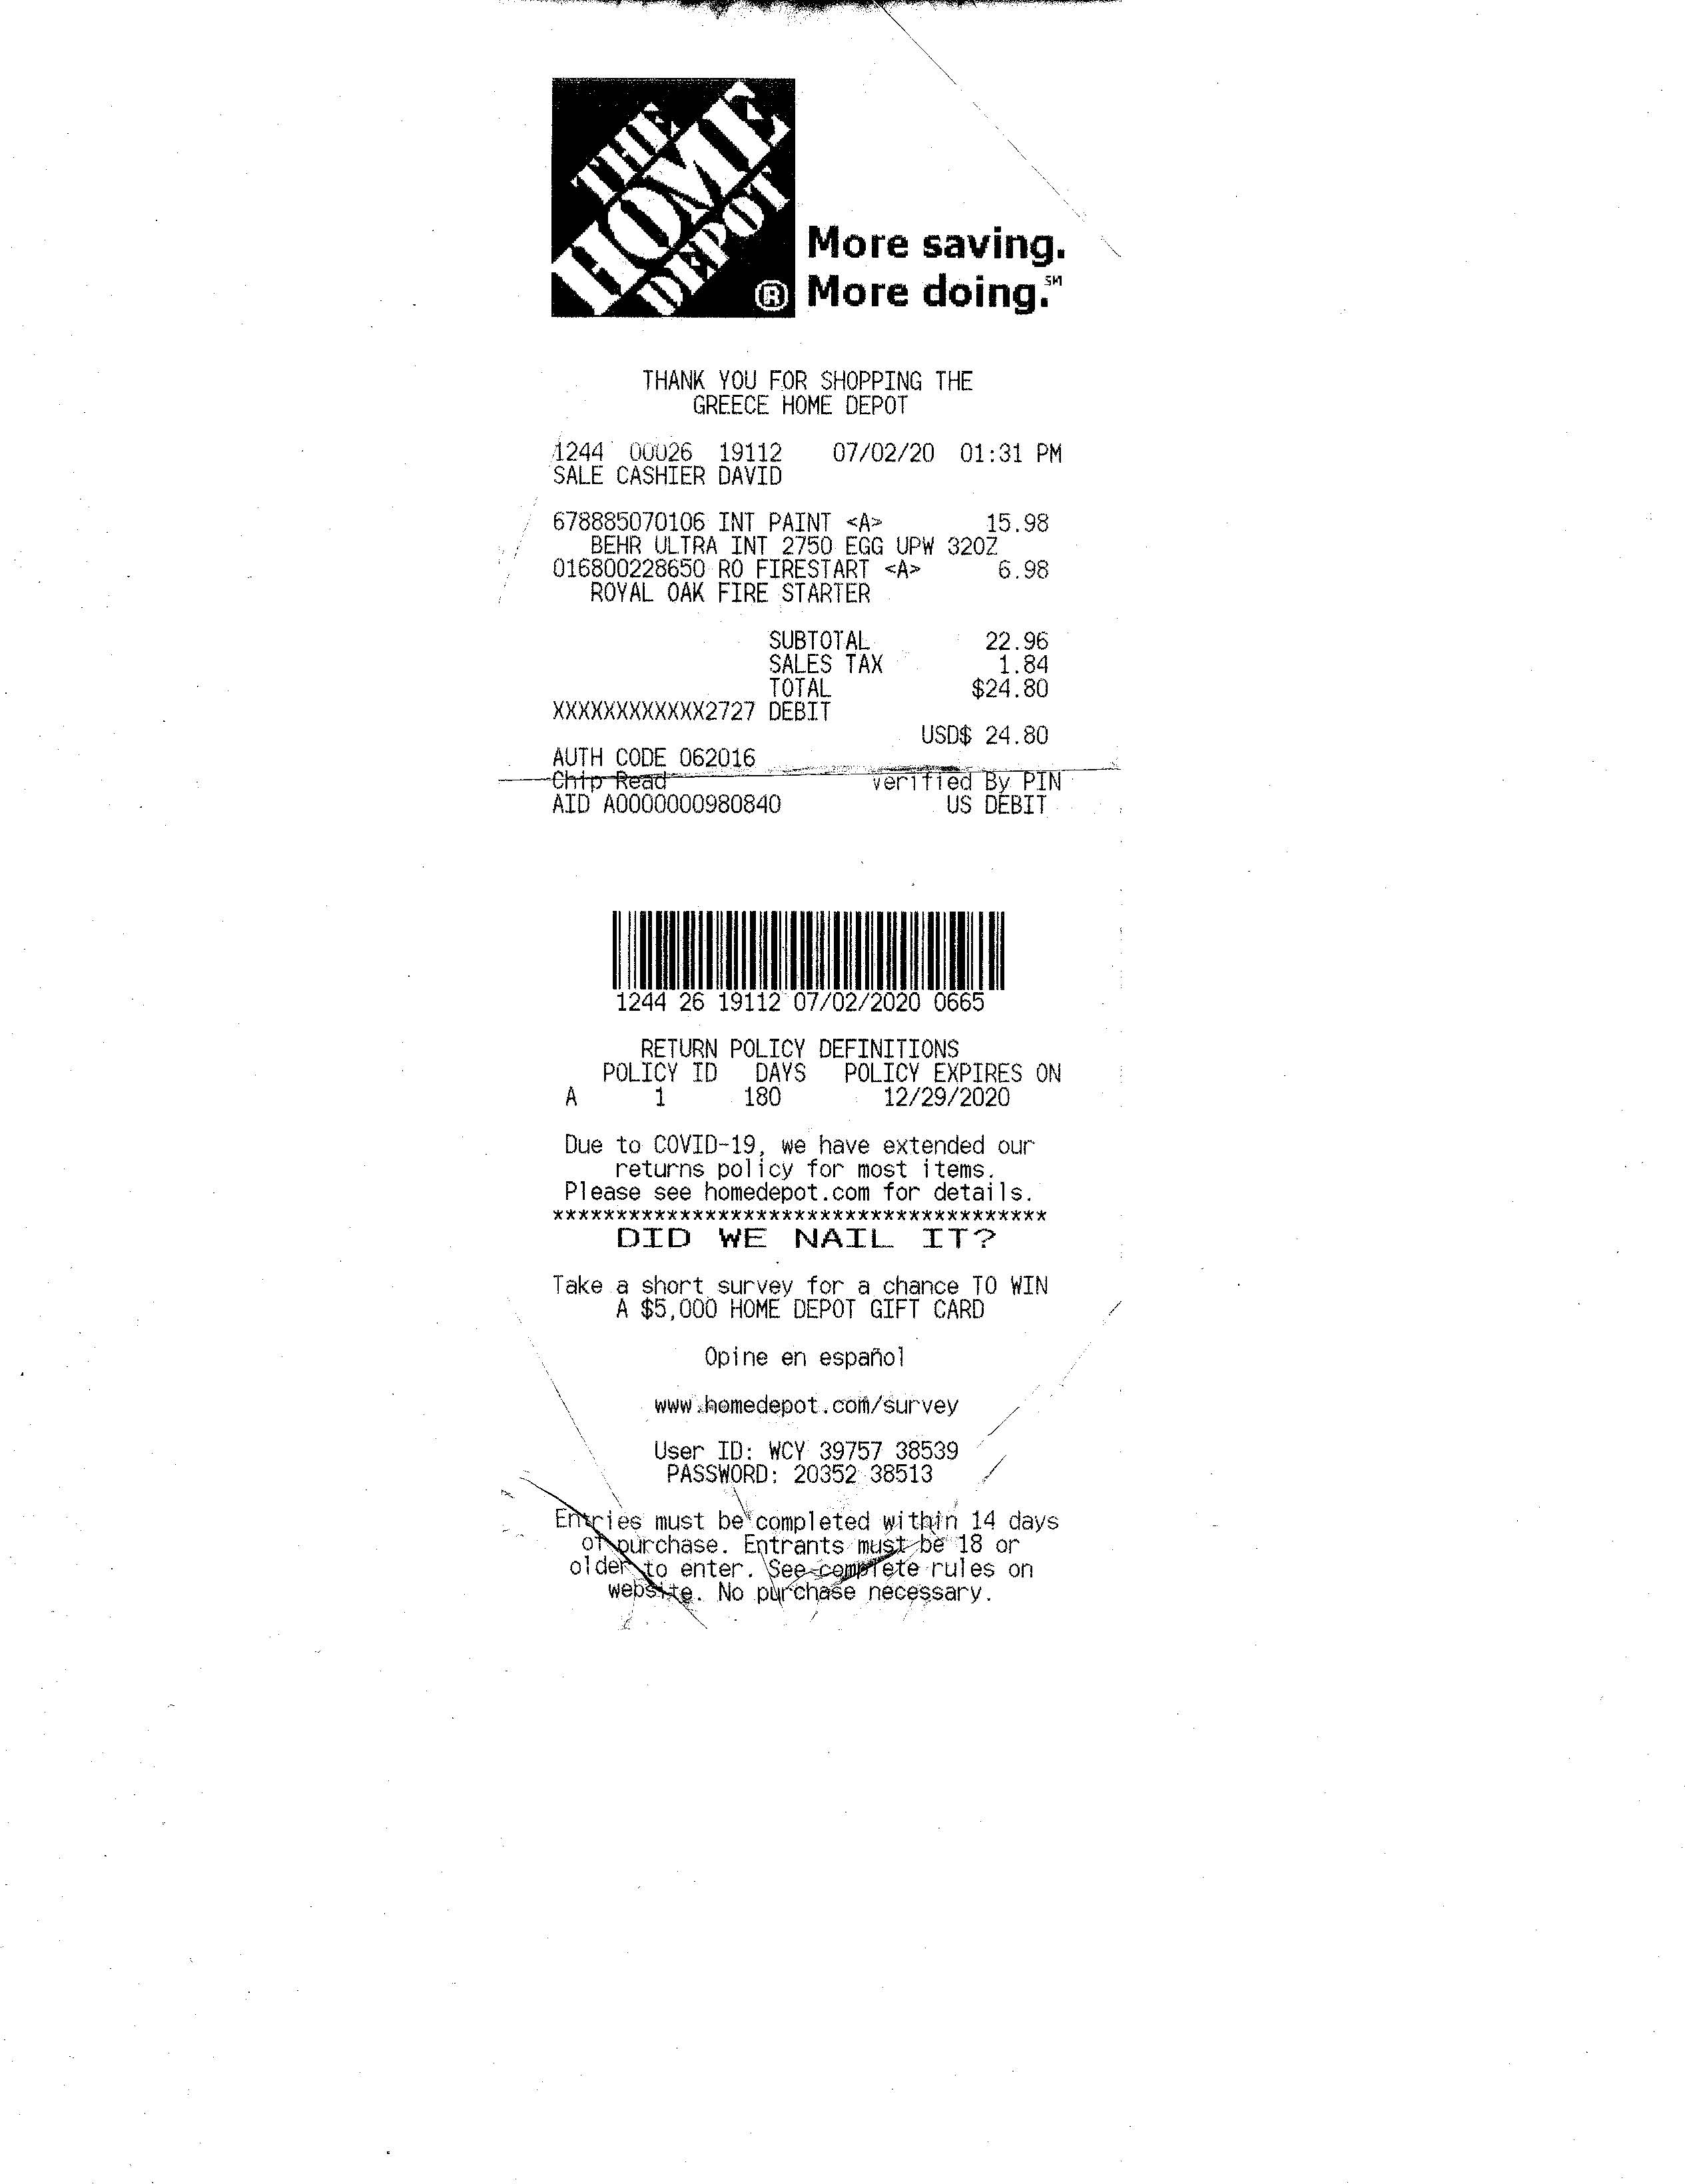 THE
HOME
DEPOT
®
More saving.
More doing.℠
THANK YOU FOR SHOPPING THE
GREECE HOME DEPOT
1244 00026 19112 07/02/20 01:31 PM
SALE CASHIER DAVID
678885070106 INT PAINT <A> 15.98
BEHR ULTRA INT 2750 EGG UPW 32OZ
016800228650 RO FIRESTART <A> 6.98
ROYAL OAK FIRE STARTER
SUBTOTAL 22.96
SALES TAX 1.84
TOTAL $24.80
XXXXXXXXXXXX2727 DEBIT
USD$ 24.80
AUTH CODE 062016
Chip Read Verified By PIN
AID A0000000980840 US DEBIT
1244 26 19112 07/02/2020 0665
RETURN POLICY DEFINITIONS
POLICY ID DAYS POLICY EXPIRES ON
A 1 180 12/29/2020
Due to COVID-19, we have extended our
returns policy for most items.
Please see homedepot.com for details.
***************************************
DID WE NAIL IT?
Take a short survey for a chance TO WIN
A $5,000 HOME DEPOT GIFT CARD
Opine en español
www.homedepot.com/survey
User ID: WCY 39757 38539
PASSWORD: 20352 38513
Entries must be completed within 14 days
of purchase. Entrants must be 18 or
older to enter. See complete rules on
website. No purchase necessary.